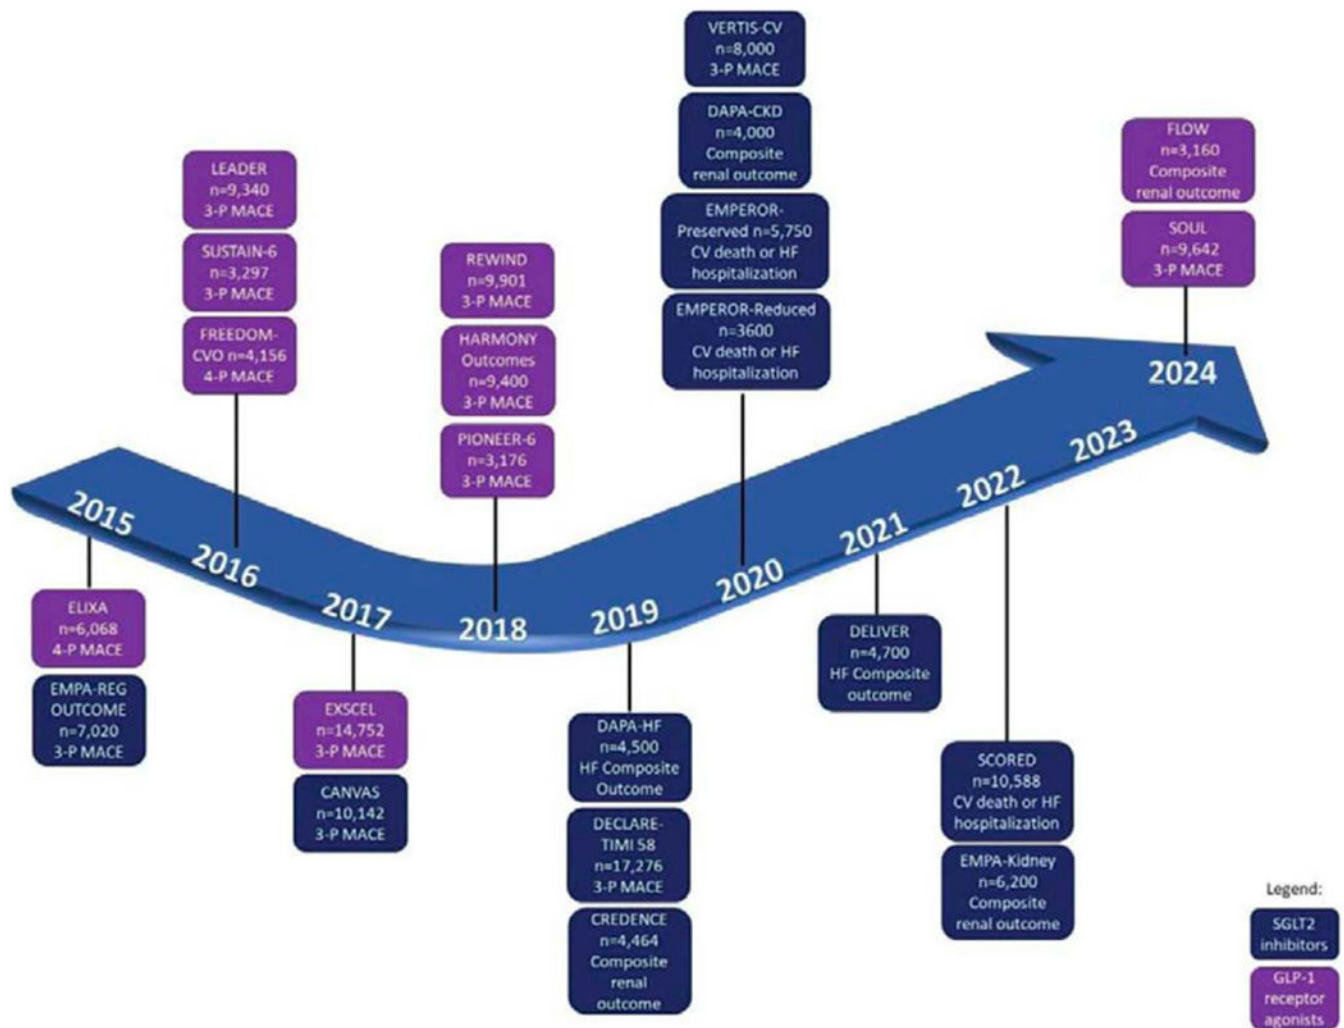 VERTIS-CV
n=8,000
3-P MACE
DAPA-CKD
n=4,000
Composite
renal outcome
EMPEROR-
Preserved n=5,750
CV death or HF
hospitalization
EMPEROR-Reduced
n=3600
CV death or HF
hospitalization
LEADER
n=9,340
3-P MACE
SUSTAIN-6
n=3,297
3-P MACE
FREEDOM-
CVO n=4,156
4-P MACE
REWIND
n=9,901
3-P MACE
HARMONY
Outcomes
n=9,400
3-P MACE
PIONEER-6
n=3,176
3-P MACE
FLOW
n=3,160
Composite
renal outcome
SOUL
n=9,642
3-P MACE
2015
2016
2017
2018
2019
2020
2021
2022
2023
2024
ELIXA
n=6,068
4-P MACE
EMPA-REG
OUTCOME
n=7,020
3-P MACE
EXSCEL
n=14,752
3-P MACE
CANVAS
n=10,142
3-P MACE
DAPA-HF
n=4,500
HF Composite
Outcome
DECLARE-
TIMI 58
n=17,276
3-P MACE
CREDENCE
n=4,464
Composite
renal
outcome
DELIVER
n=4,700
HF Composite
outcome
SCORED
n=10,588
CV death or HF
hospitalization
EMPA-Kidney
n=6,200
Composite
renal outcome
Legend:
SGLT2
inhibitors
GLP-1
receptor
agonists